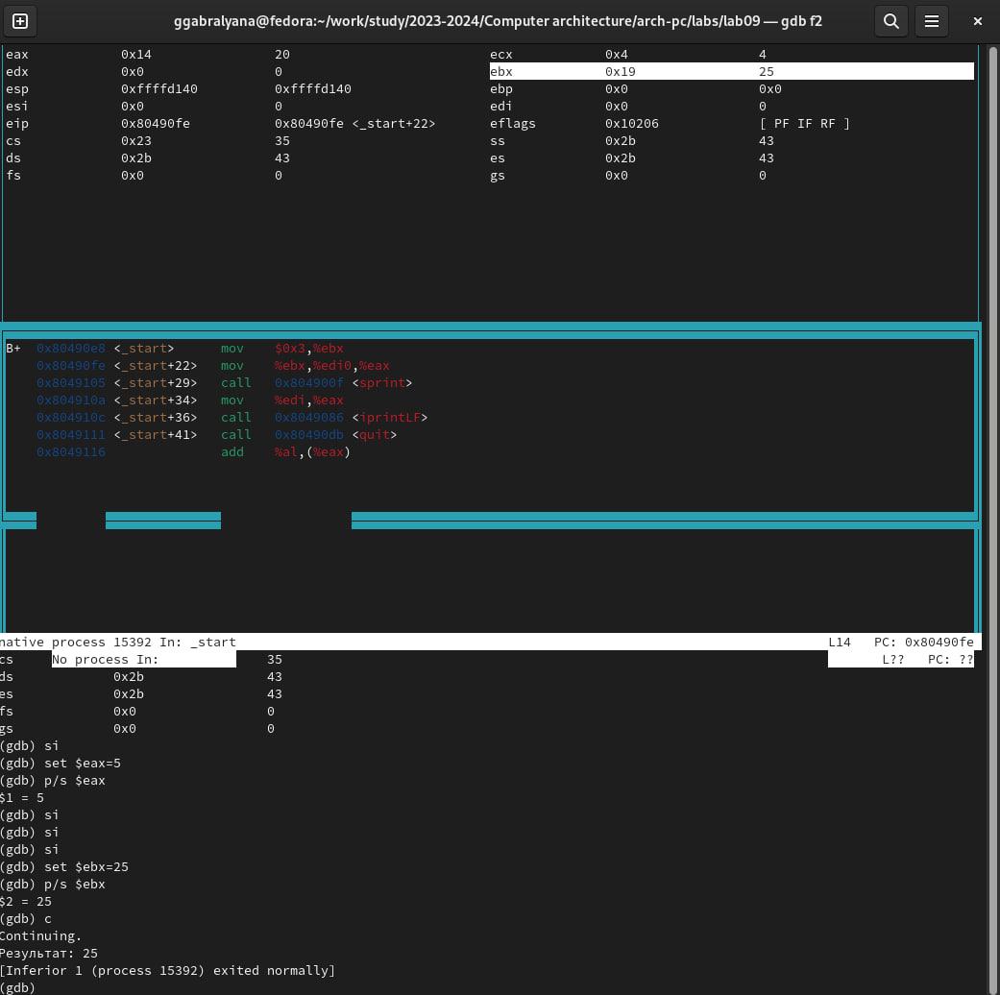 ggabralyana@fedora:~/work/study/2023-2024/Computer architecture/arch-pc/labs/lab09 — gdb f2
eax 0x14 20 ecx 0x4 4
edx 0x0 0 ebx 0x19 25
esp 0xffffd140 0xffffd140 ebp 0x0 0x0
esi 0x0 0 edi 0x0 0
eip 0x80490fe 0x80490fe <_start+22> eflags 0x10206 [ PF IF RF ]
cs 0x23 35 ss 0x2b 43
ds 0x2b 43 es 0x2b 43
fs 0x0 0 gs 0x0 0
B+ 0x80490e8 <_start> mov $0x3,%ebx
0x80490fe <_start+22> mov %ebx,%edi0,%eax
0x8049105 <_start+29> call 0x804900f <sprint>
0x804910a <_start+34> mov %edi,%eax
0x804910c <_start+36> call 0x8049086 <iprintLF>
0x8049111 <_start+41> call 0x80490db <quit>
0x8049116 add %al,(%eax)
native process 15392 In: _start L14 PC: 0x80490fe
cs No process In: 35 L?? PC: ??
ds 0x2b 43
es 0x2b 43
fs 0x0 0
gs 0x0 0
(gdb) si
(gdb) set $eax=5
(gdb) p/s $eax
$1 = 5
(gdb) si
(gdb) si
(gdb) si
(gdb) set $ebx=25
(gdb) p/s $ebx
$2 = 25
(gdb) c
Continuing.
Результат: 25
[Inferior 1 (process 15392) exited normally]
(gdb)